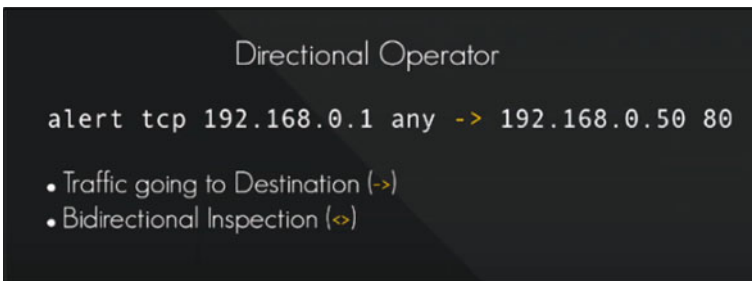 Directional Operator
alert tcp 192.168.0.1 any -> 192.168.0.50 80
• Traffic going to Destination (->)
• Bidirectional Inspection (<>)